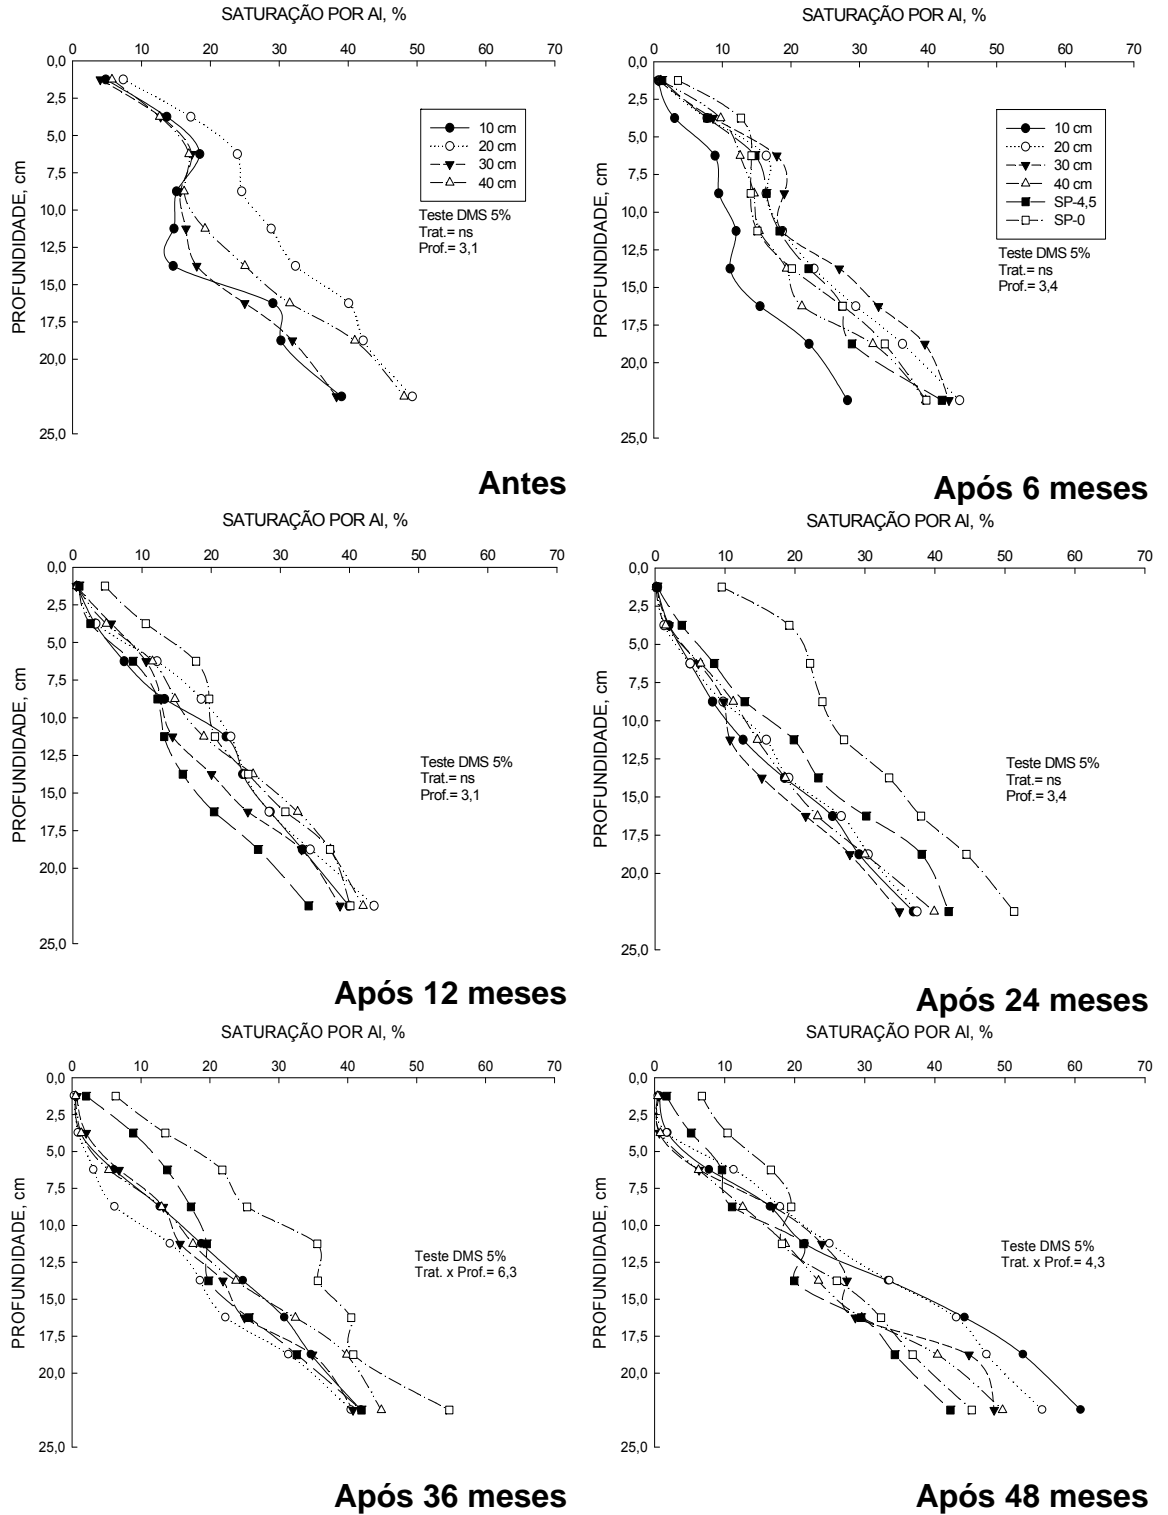 SATURAÇÃO POR Al, %
0 10 20 30 40 50 60 70
0,0
2,5
5,0
7,5
10,0
12,5
15,0
17,5
20,0
25,0
PROFUNDIDADE, cm
10 cm
20 cm
30 cm
40 cm
Teste DMS 5%
Trat.= ns
Prof.= 3,1
Antes
SATURAÇÃO POR Al, %
0 10 20 30 40 50 60 70
0,0
2,5
5,0
7,5
10,0
12,5
15,0
17,5
20,0
25,0
PROFUNDIDADE, cm
10 cm
20 cm
30 cm
40 cm
SP-4,5
SP-0
Teste DMS 5%
Trat.= ns
Prof.= 3,4
Após 6 meses
SATURAÇÃO POR Al, %
0 10 20 30 40 50 60 70
0,0
2,5
5,0
7,5
10,0
12,5
15,0
17,5
20,0
25,0
PROFUNDIDADE, cm
Teste DMS 5%
Trat.= ns
Prof.= 3,1
Após 12 meses
SATURAÇÃO POR Al, %
0 10 20 30 40 50 60 70
0,0
2,5
5,0
7,5
10,0
12,5
15,0
17,5
20,0
25,0
PROFUNDIDADE, cm
Teste DMS 5%
Trat.= ns
Prof.= 3,4
Após 24 meses
SATURAÇÃO POR Al, %
0 10 20 30 40 50 60 70
0,0
2,5
5,0
7,5
10,0
12,5
15,0
17,5
20,0
25,0
PROFUNDIDADE, cm
Teste DMS 5%
Trat. x Prof.= 6,3
Após 36 meses
SATURAÇÃO POR Al, %
0 10 20 30 40 50 60 70
0,0
2,5
5,0
7,5
10,0
12,5
15,0
17,5
20,0
25,0
PROFUNDIDADE, cm
Teste DMS 5%
Trat. x Prof.= 4,3
Após 48 meses